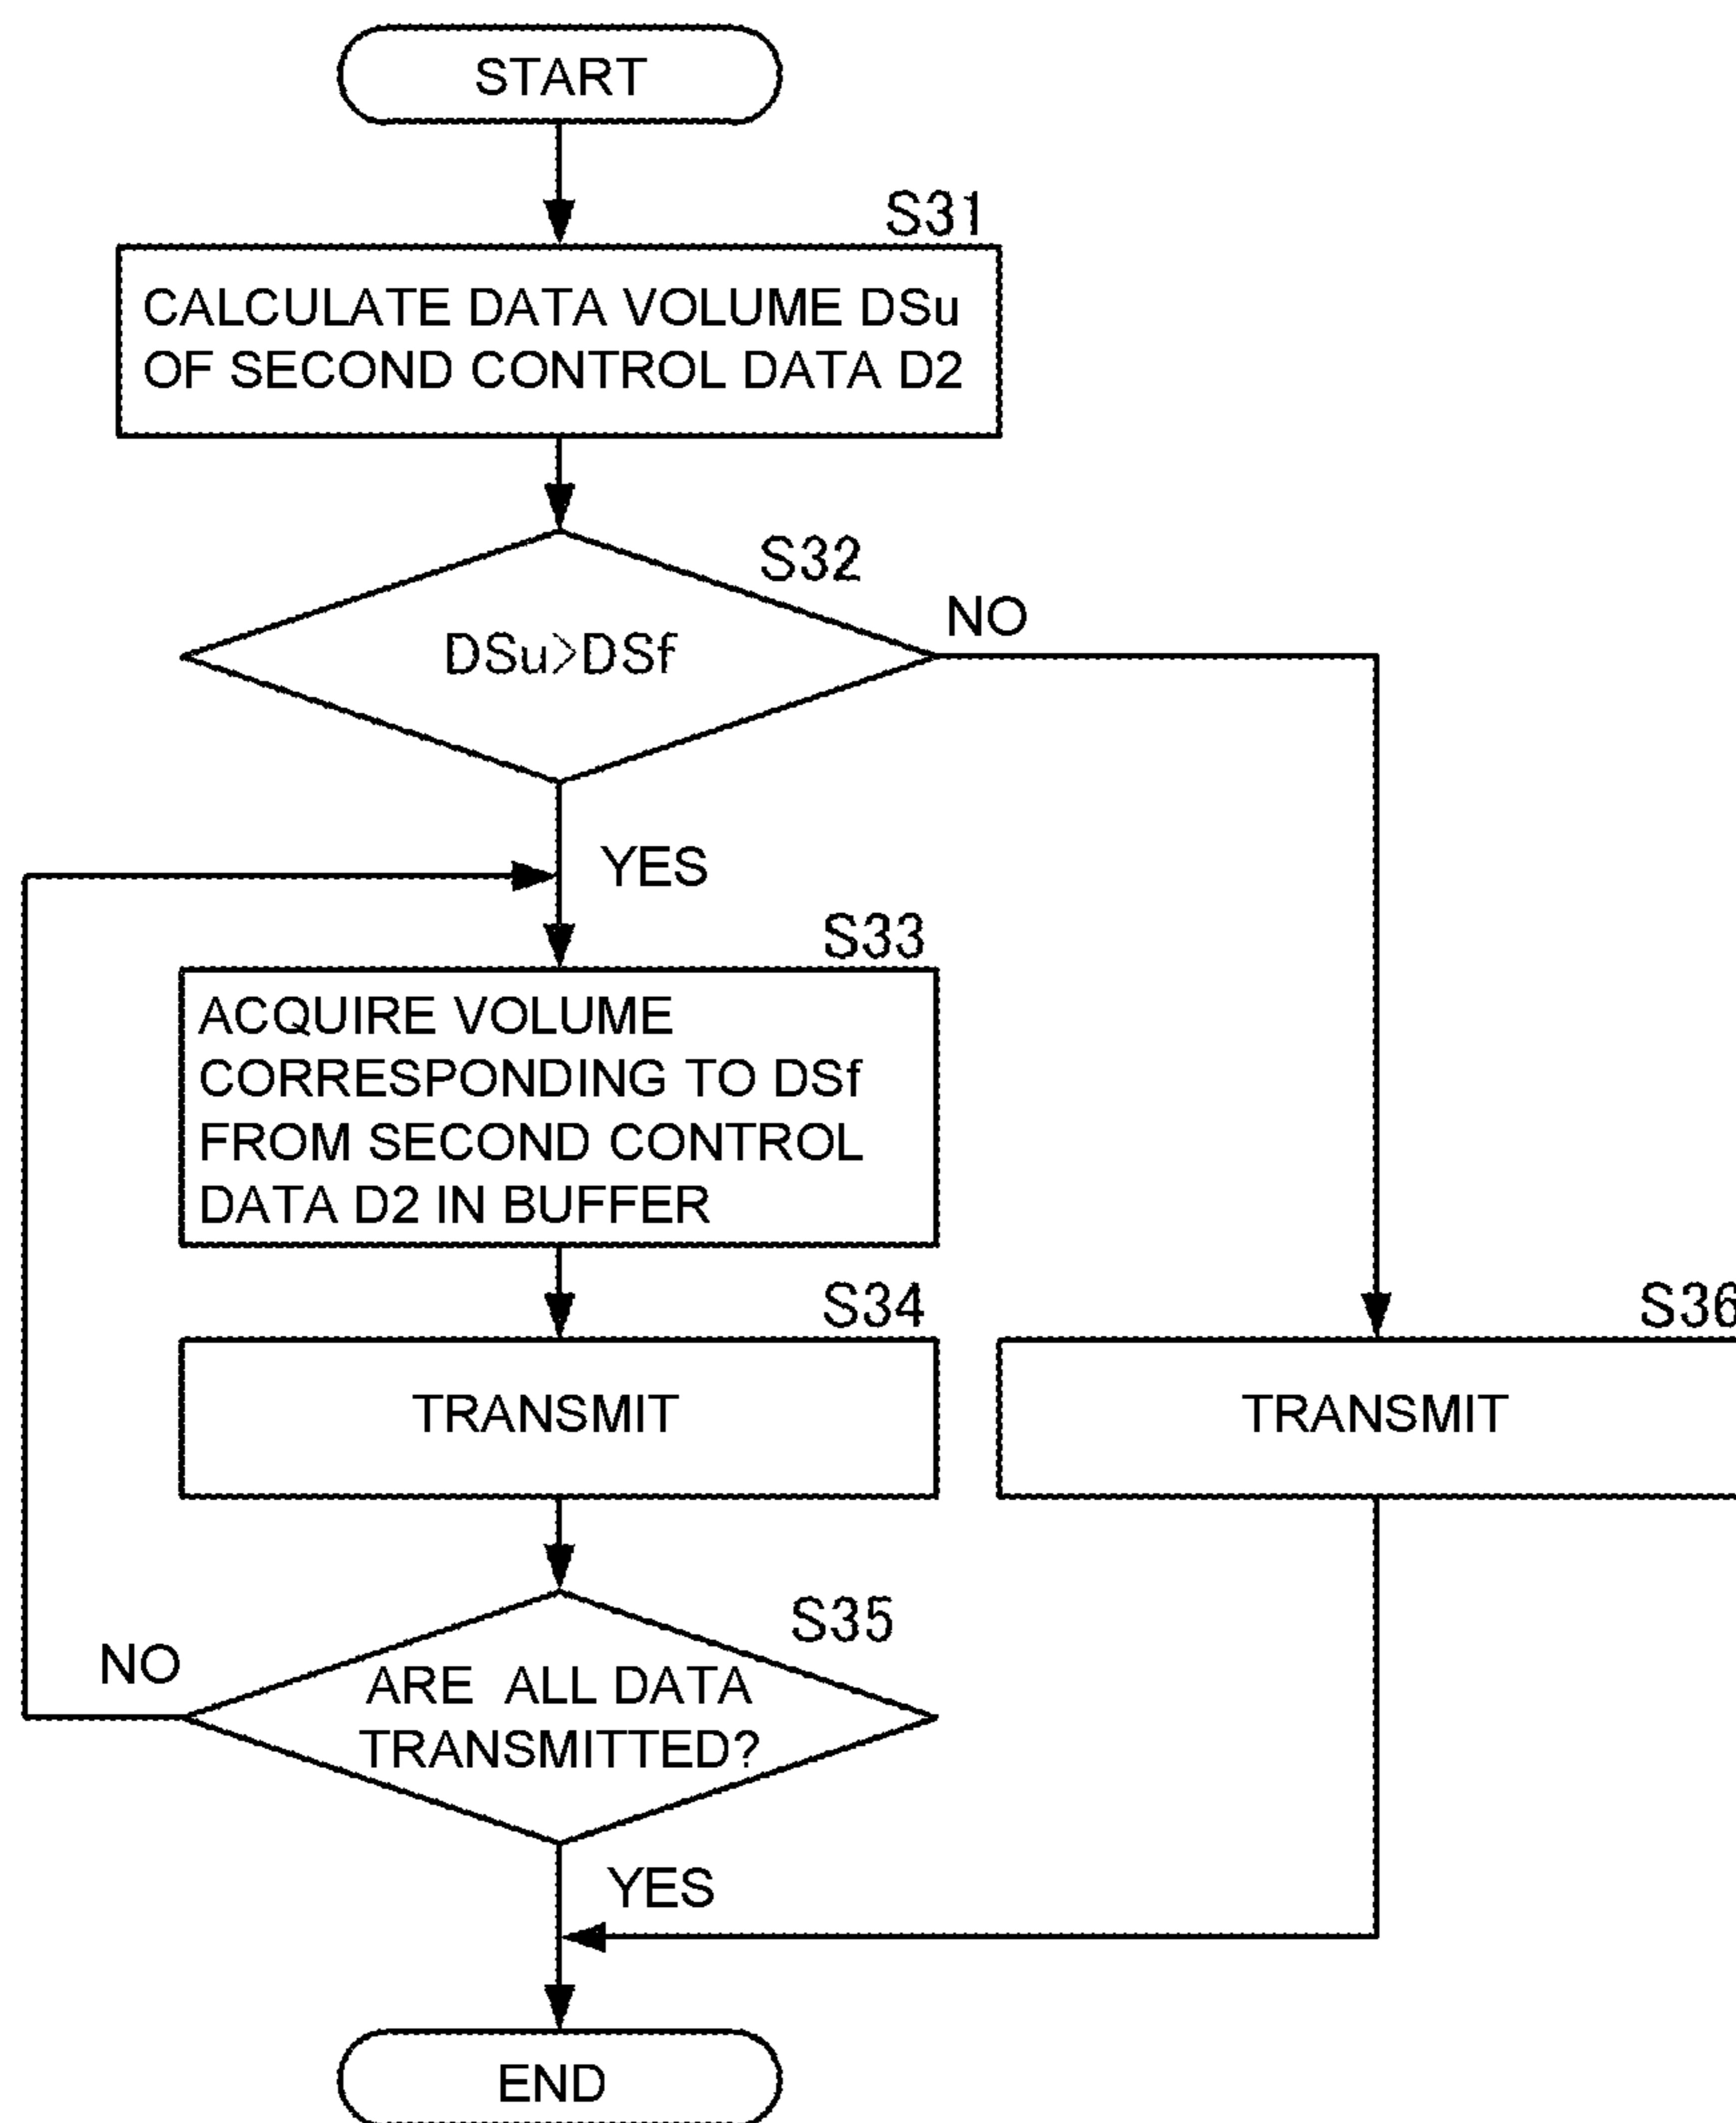 START
S31
CALCULATE DATA VOLUME DSu
OF SECOND CONTROL DATA D2
S32
DSu>DSf
NO
YES
S33
ACQUIRE VOLUME
CORRESPONDING TO DSf
FROM SECOND CONTROL
DATA D2 IN BUFFER
S34
TRANSMIT
S36
TRANSMIT
S35
ARE ALL DATA
TRANSMITTED?
NO
YES
END